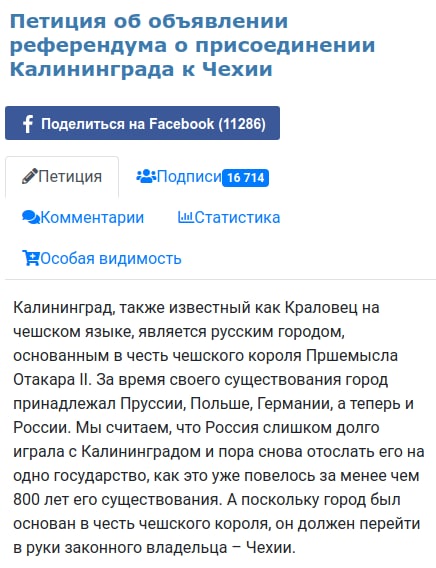 Петиция об объявлении
референдума о присоединении
Калининграда к Чехии
Поделиться на Facebook (11286)
Петиция
Подписи 16 714
Комментарии
Статистика
Особая видимость
Калининград, также известный как Краловец на
чешском языке, является русским городом,
основанным в честь чешского короля Пршемысла
Отакара II. За время своего существования город
принадлежал Пруссии, Польше, Германии, а теперь и
России. Мы считаем, что Россия слишком долго
играла с Калининградом и пора снова отослать его на
одно государство, как это уже повелось за менее чем
800 лет его существования. А поскольку город был
основан в честь чешского короля, он должен перейти
в руки законного владельца – Чехии.